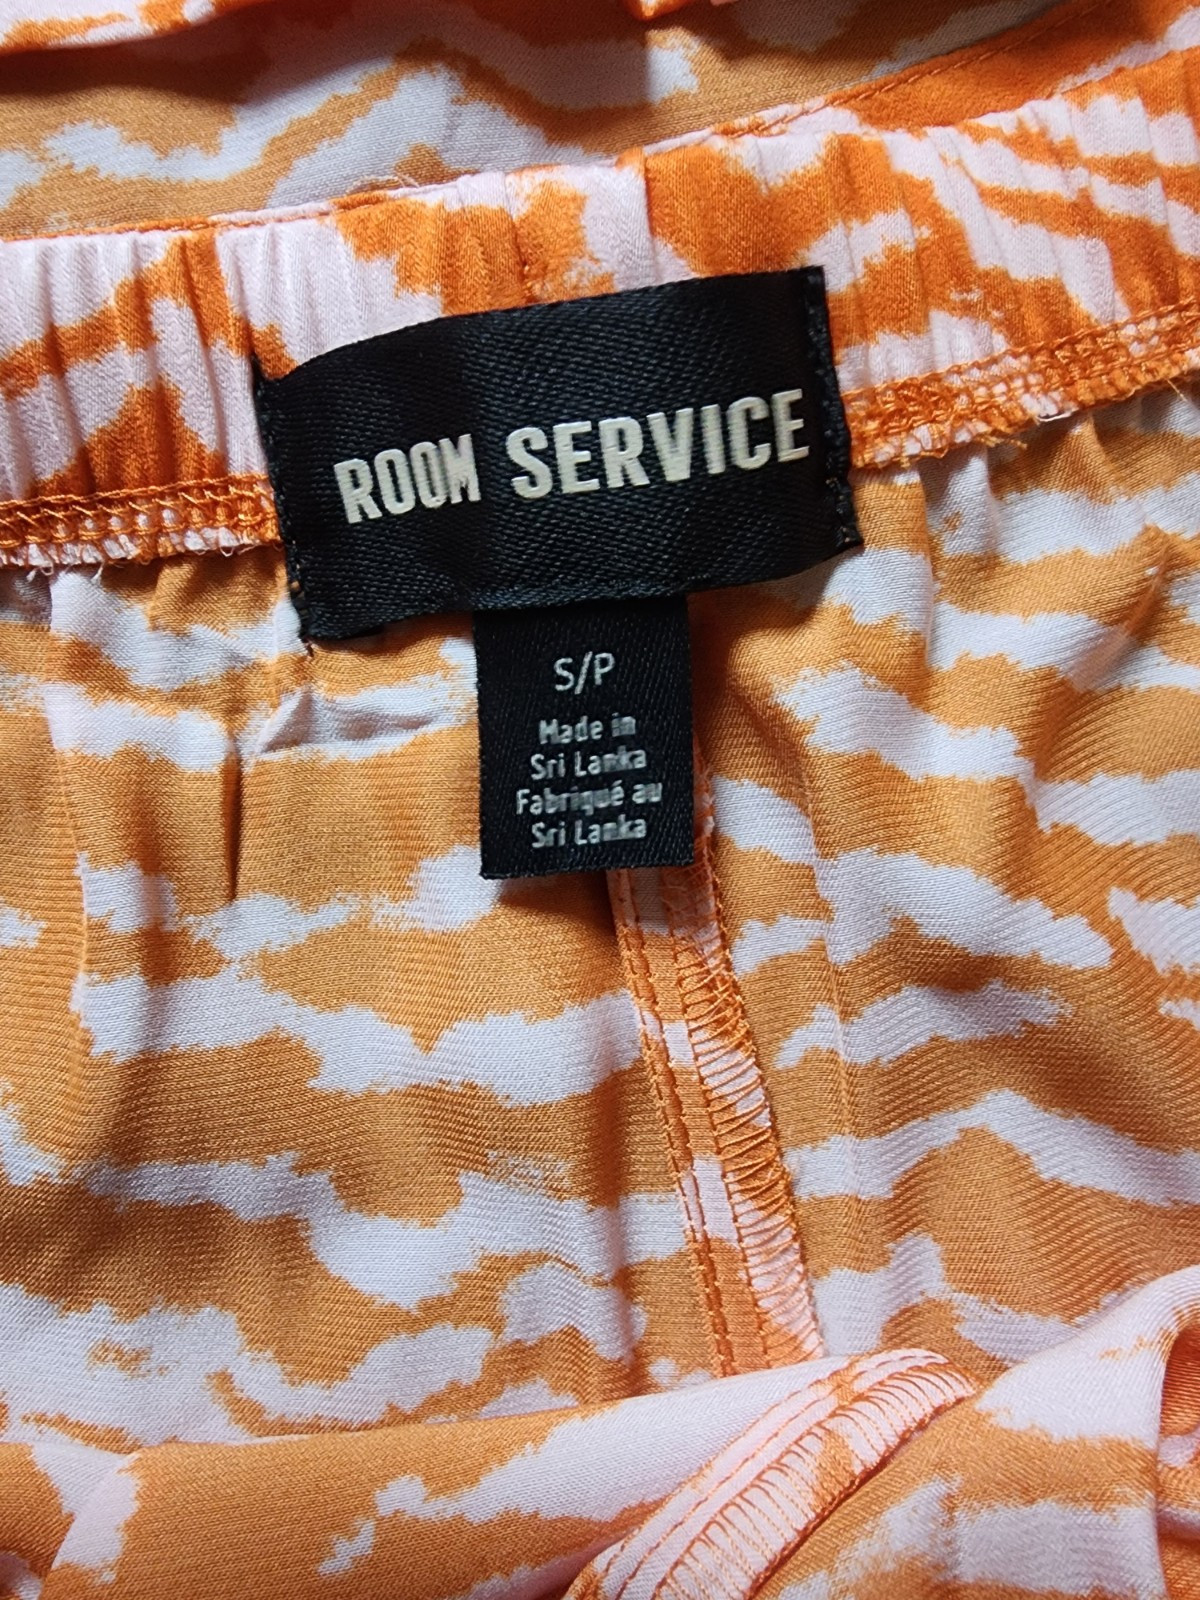 ROOM SERVICE
S/P
Made in
Sri Lanka
Fabriqué au
Sri Lanka